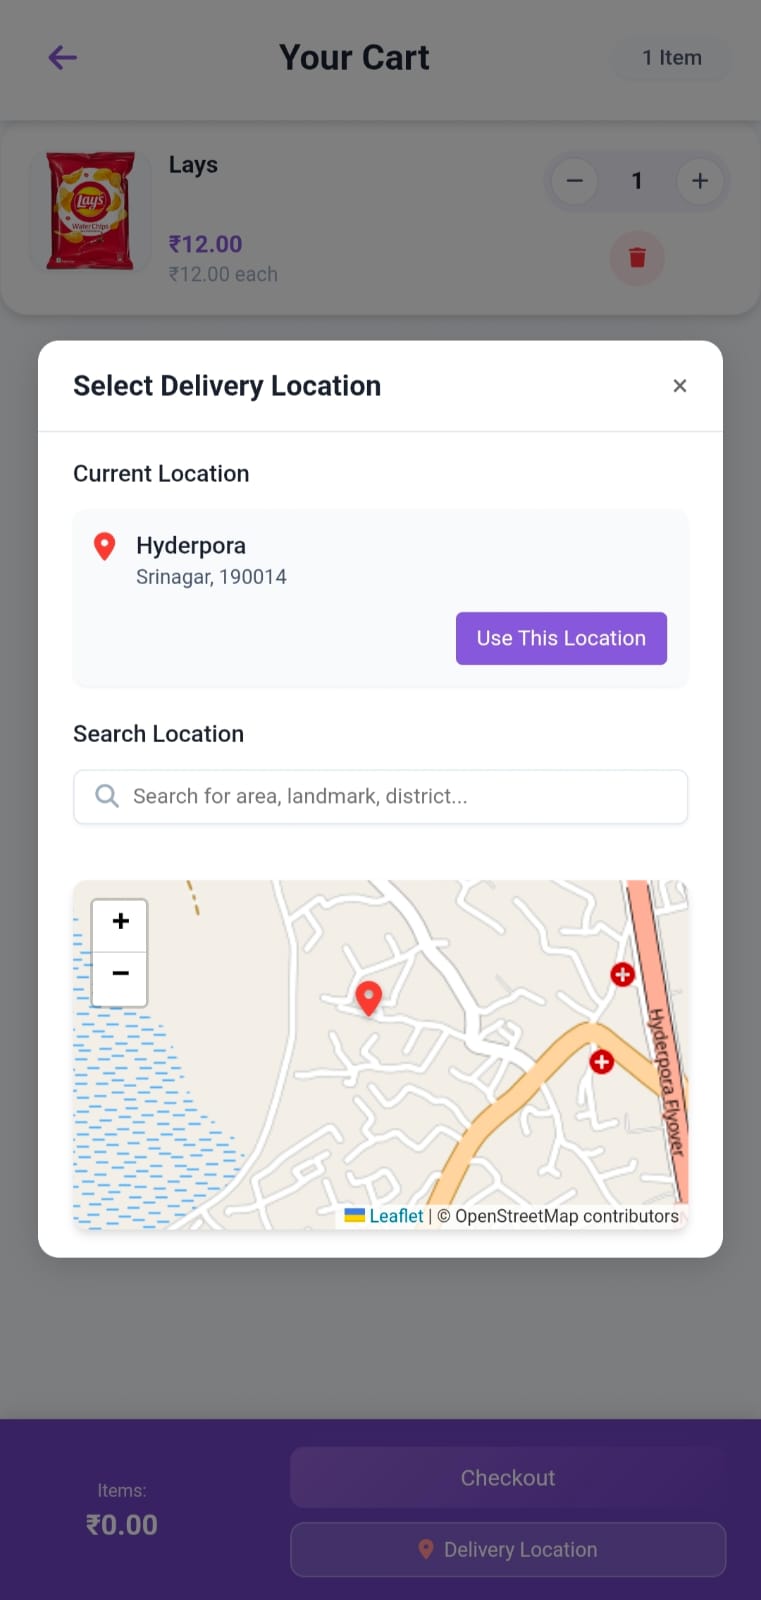 Your Cart
1 Item
Lays
Lays
Wafer Chips
− 1 +
₹12.00
₹12.00 each
Select Delivery Location
×
Current Location
Hyderpora
Srinagar, 190014
Use This Location
Search Location
Search for area, landmark, district...
+
−
Hyderpora Flyover
Leaflet | © OpenStreetMap contributors
Items:
₹0.00
Checkout
Delivery Location